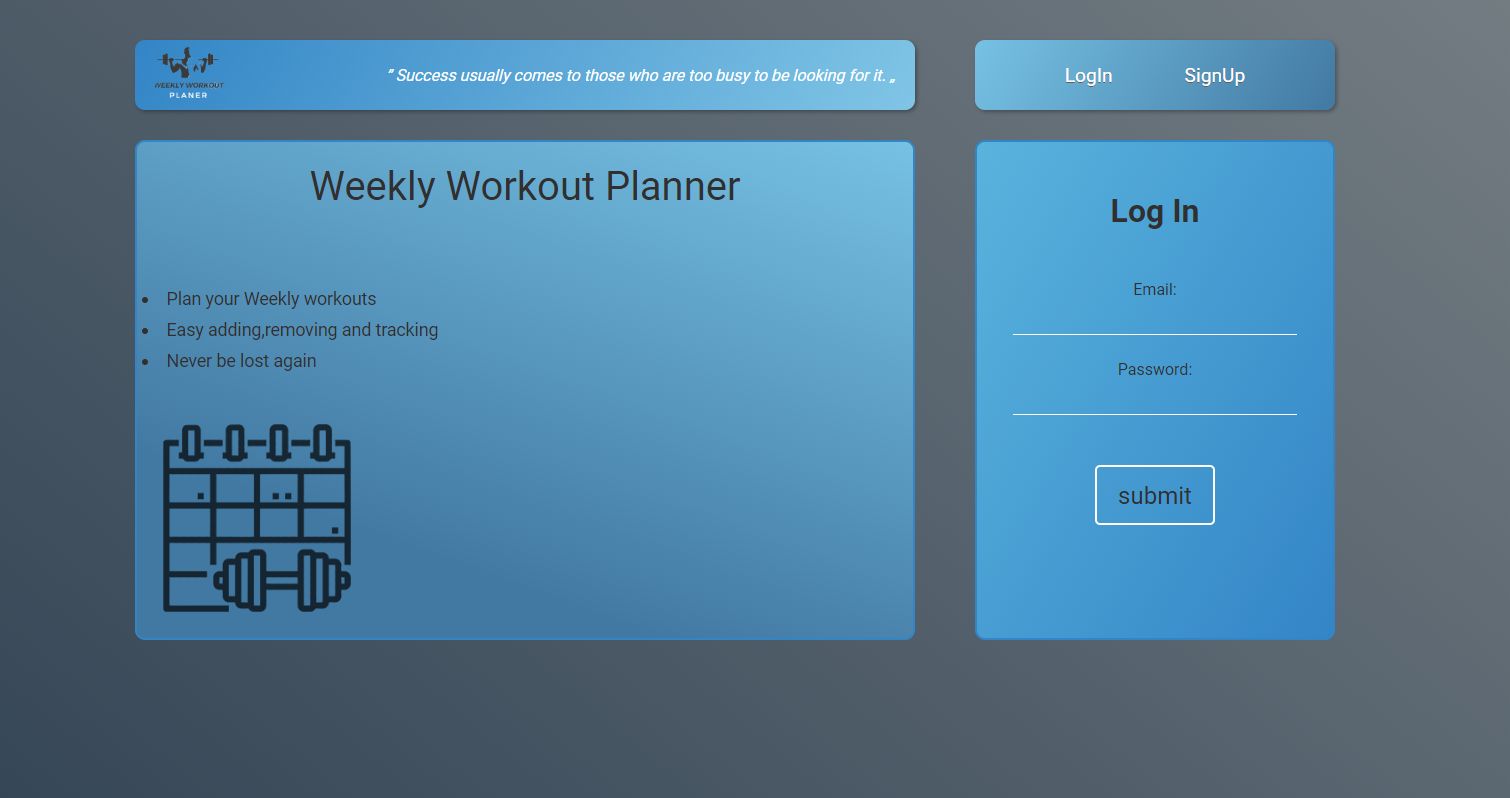 WEEKLY WORKOUT
PLANER
” Success usually comes to those who are too busy to be looking for it. „
LogIn
SignUp
Weekly Workout Planner
Plan your Weekly workouts
Easy adding,removing and tracking
Never be lost again
Log In
Email:
Password:
submit